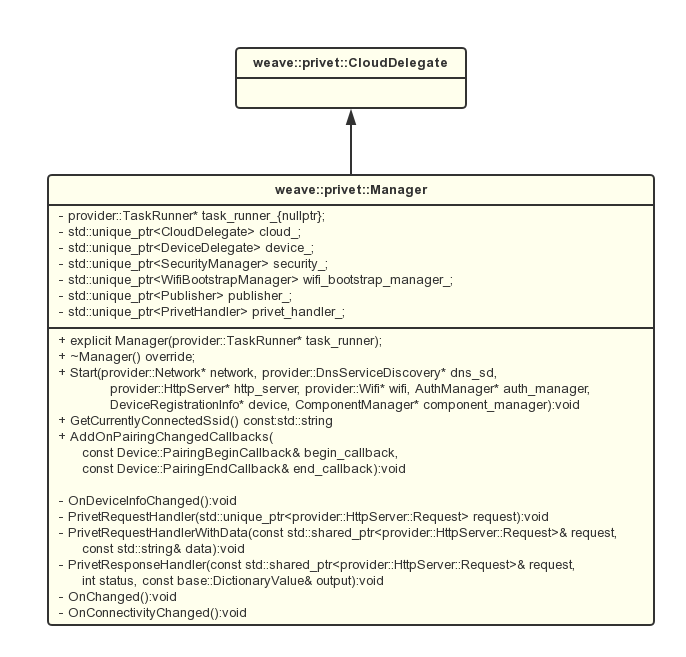 weave::privet::CloudDelegate
weave::privet::Manager
- provider::TaskRunner* task_runner_{nullptr};
- std::unique_ptr<CloudDelegate> cloud_;
- std::unique_ptr<DeviceDelegate> device_;
- std::unique_ptr<SecurityManager> security_;
- std::unique_ptr<WifiBootstrapManager> wifi_bootstrap_manager_;
- std::unique_ptr<Publisher> publisher_;
- std::unique_ptr<PrivetHandler> privet_handler_;
+ explicit Manager(provider::TaskRunner* task_runner);
+ ~Manager() override;
+ Start(provider::Network* network, provider::DnsServiceDiscovery* dns_sd,
provider::HttpServer* http_server, provider::Wifi* wifi, AuthManager* auth_manager,
DeviceRegistrationInfo* device, ComponentManager* component_manager):void
+ GetCurrentlyConnectedSsid() const:std::string
+ AddOnPairingChangedCallbacks(
const Device::PairingBeginCallback& begin_callback,
const Device::PairingEndCallback& end_callback):void
- OnDeviceInfoChanged():void
- PrivetRequestHandler(std::unique_ptr<provider::HttpServer::Request> request):void
- PrivetRequestHandlerWithData(const std::shared_ptr<provider::HttpServer::Request>& request,
const std::string& data):void
- PrivetResponseHandler(const std::shared_ptr<provider::HttpServer::Request>& request,
int status, const base::DictionaryValue& output):void
- OnChanged():void
- OnConnectivityChanged():void